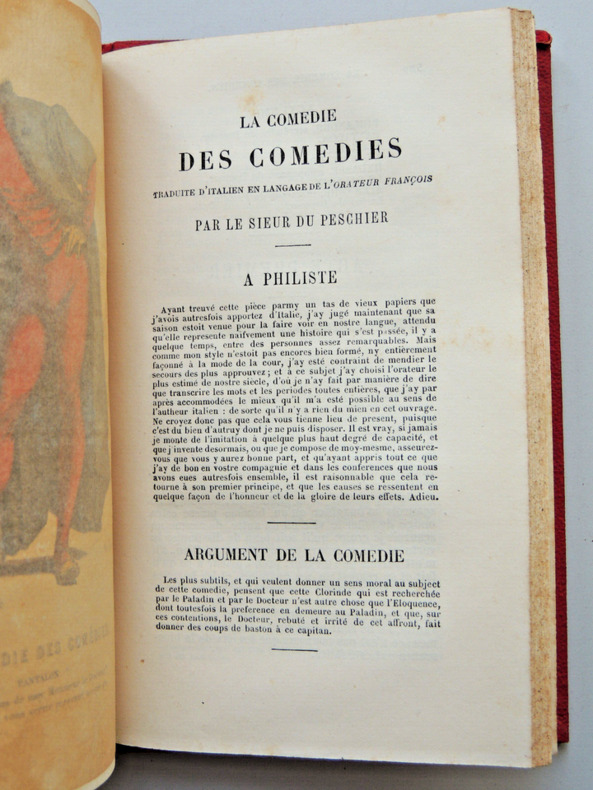 LA COMEDIE
DES COMEDIES
TRADUITE D'ITALIEN EN LANGAGE DE L'ORATEUR FRANÇOIS
PAR LE SIEUR DU PESCHIER
A PHILISTE
Ayant treuvé cette pièce parmy un tas de vieux papiers que
j'avois autresfois apportez d'Italie, j'ay jugé maintenant que sa
saison estoit venue pour la faire voir en nostre langue, attendu
qu'elle represente naifvement une histoire qui s'est passée, il y a
quelque temps, entre des personnes assez remarquables. Mais
comme mon style n'estoit pas encores bien formé, ny entièrement
façonné à la mode de la cour, j'ay esté contraint de mendier le
secours des plus approuvez; et à ce subject j'ay choisi l'orateur le
plus estimé de nostre siècle, d'où je n'ay fait par manière de dire
que transcrire les mots et les periodes toutes entières, que j'ay par
après accommodées le mieux qu'il m'a esté possible au sens de
l'autheur italien : de sorte qu'il n'y a rien du mien en cet ouvrage.
Ne croyez donc pas que cela vous tienne lieu de present, puisque
c'est du bien d'autruy dont je ne puis disposer. Il est vray, si jamais
je monte de l'imitation à quelque plus haut degré de capacité, et
que j'invente desormais, ou que je compose de moy-mesme, asseurez-
vous que vous y aurez bonne part, et qu'ayant appris tout ce que
j'ay de bon en vostre compagnie et dans les conferences que nous
avons eues autresfois ensemble, il est raisonnable que cela re-
tourne à son premier principe, et que les causes se ressentent en
quelque façon de l'honneur et de la gloire de leurs effets. Adieu.
ARGUMENT DE LA COMEDIE
Les plus subtils, et qui veulent donner un sens moral au subject
de cette comedie, pensent que cette Clorinde qui est recherchée
par le Paladin et par le Docteur n'est autre chose que l'Eloquence,
dont toutesfois la preference en demeure au Paladin, et que, sur
ces contentions, le Docteur, rebuté et irrité de cet affront, fait
donner des coups de baston à ce capitan.
DIE DES COMEDIES
PANTALON